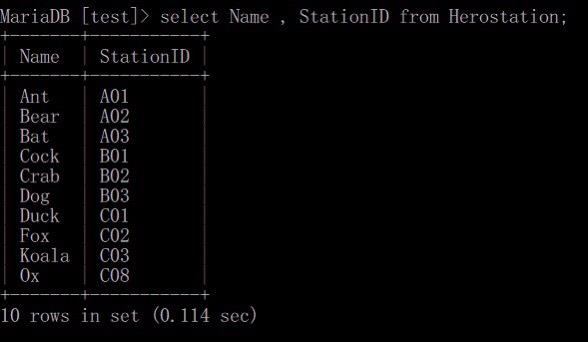 MariaDB [test]> select Name , StationID from Herostation;
+-------+-----------+
| Name | StationID |
+-------+-----------+
| Ant | A01 |
| Bear | A02 |
| Bat | A03 |
| Cock | B01 |
| Crab | B02 |
| Dog | B03 |
| Duck | C01 |
| Fox | C02 |
| Koala | C03 |
| Ox | C08 |
+-------+-----------+
10 rows in set (0.114 sec)